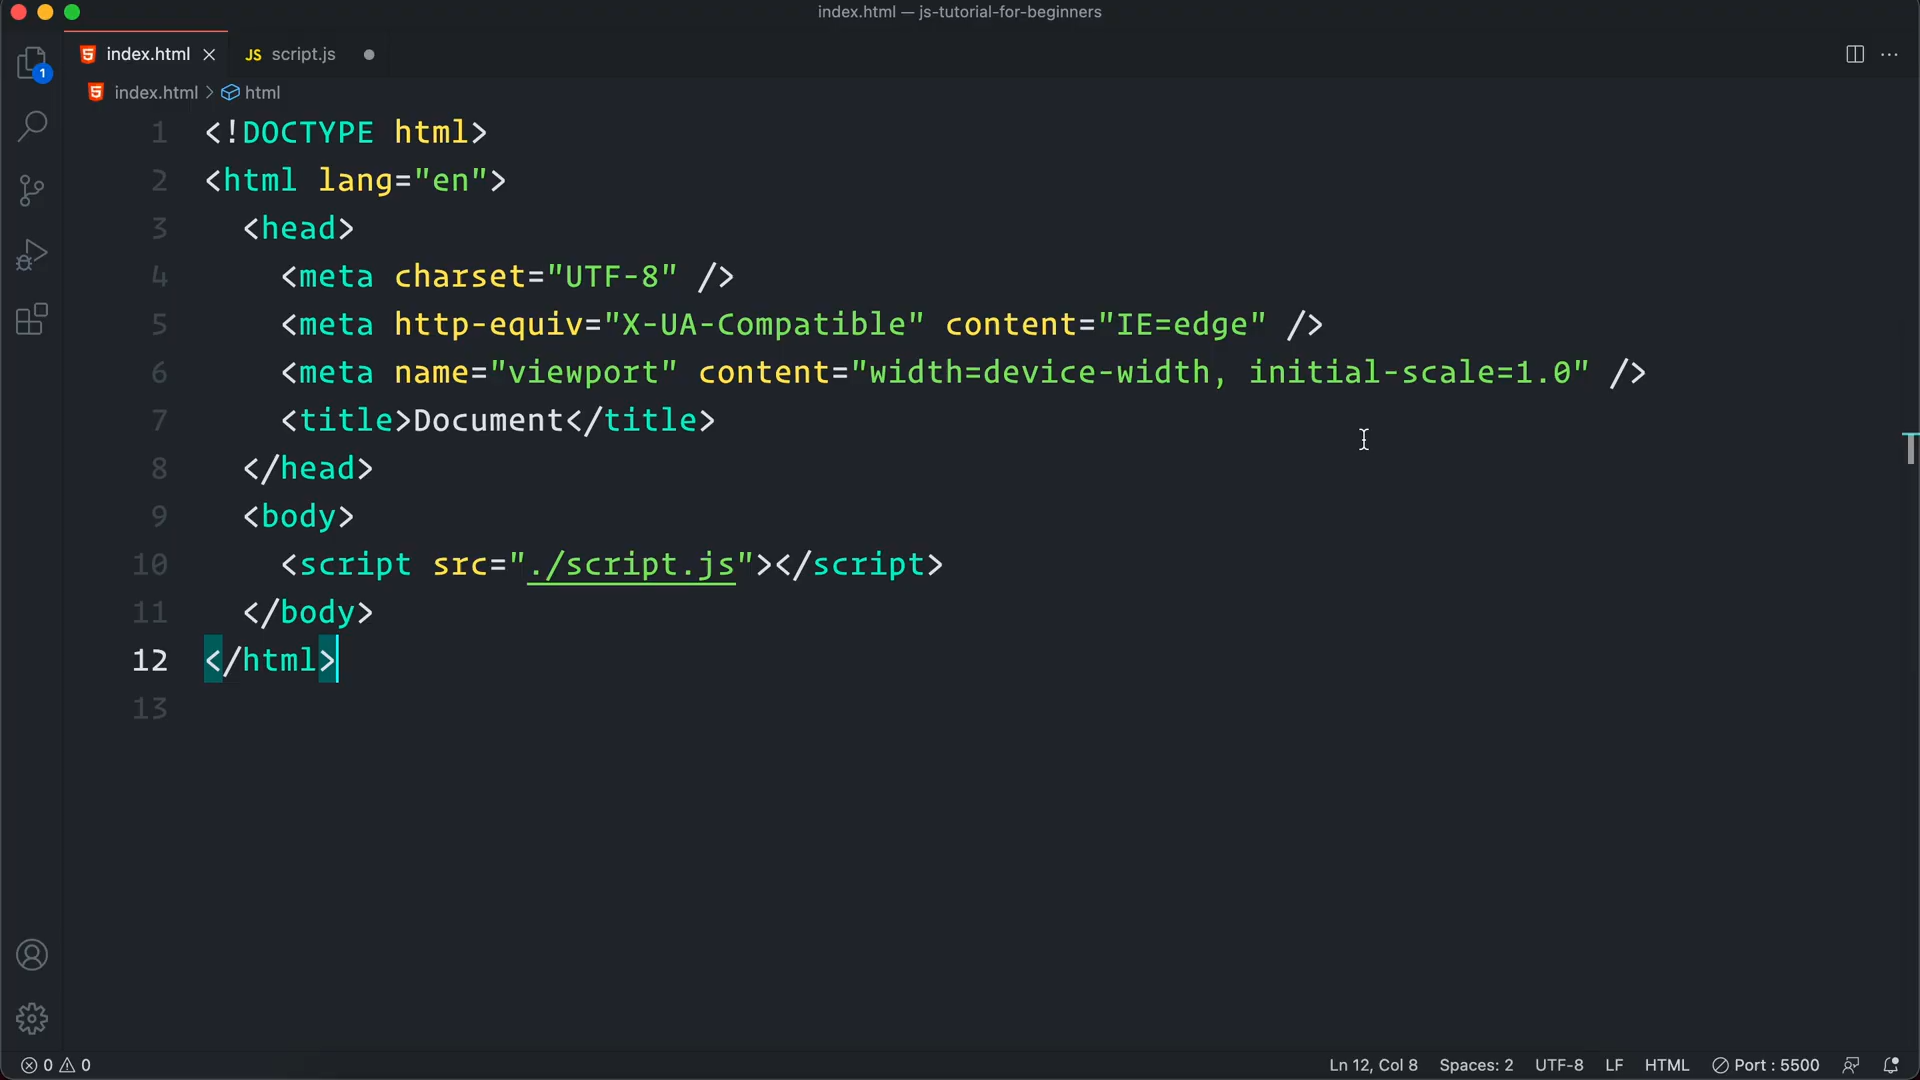 index.html — js-tutorial-for-beginners
index.html
JS script.js
1
index.html > html
1 <!DOCTYPE html>
2 <html lang="en">
3 <head>
4 <meta charset="UTF-8" />
5 <meta http-equiv="X-UA-Compatible" content="IE=edge" />
6 <meta name="viewport" content="width=device-width, initial-scale=1.0" />
7 <title>Document</title>
8 </head>
9 <body>
10 <script src="./script.js"></script>
11 </body>
12 </html>
13
0 0 Ln 12, Col 8 Spaces: 2 UTF-8 LF HTML Port : 5500